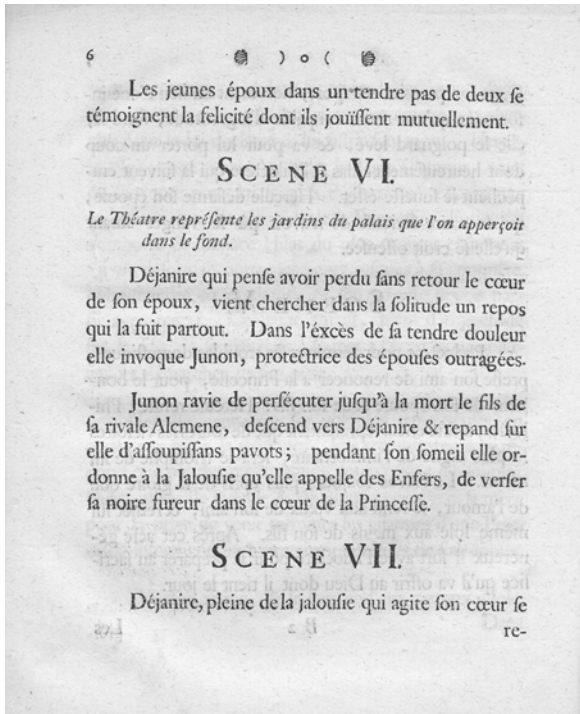 6 ) o (
Les jeunes époux dans un tendre pas de deux ſe
témoignent la felicité dont ils jouïſſent mutuellement.
SCENE VI.
Le Théatre repréſente les jardins du palais que l'on apperçoit
dans le fond.
Déjanire qui penſe avoir perdu ſans retour le cœur
de ſon époux, vient chercher dans la ſolitude un repos
qui la fuit partout. Dans l'éxcès de ſa tendre douleur
elle invoque Junon, protectrice des épouſes outragées.
Junon ravie de perſécuter juſqu'à la mort le fils de
ſa rivale Alcmene, deſcend vers Déjanire & repand ſur
elle d'aſſoupiſſans pavots; pendant ſon ſomeil elle or-
donne à la Jalouſie qu'elle appelle des Enfers, de verſer
ſa noire fureur dans le cœur de la Princeſſe.
SCENE VII.
Déjanire, pleine de la jalouſie qui agite ſon cœur ſe
re-